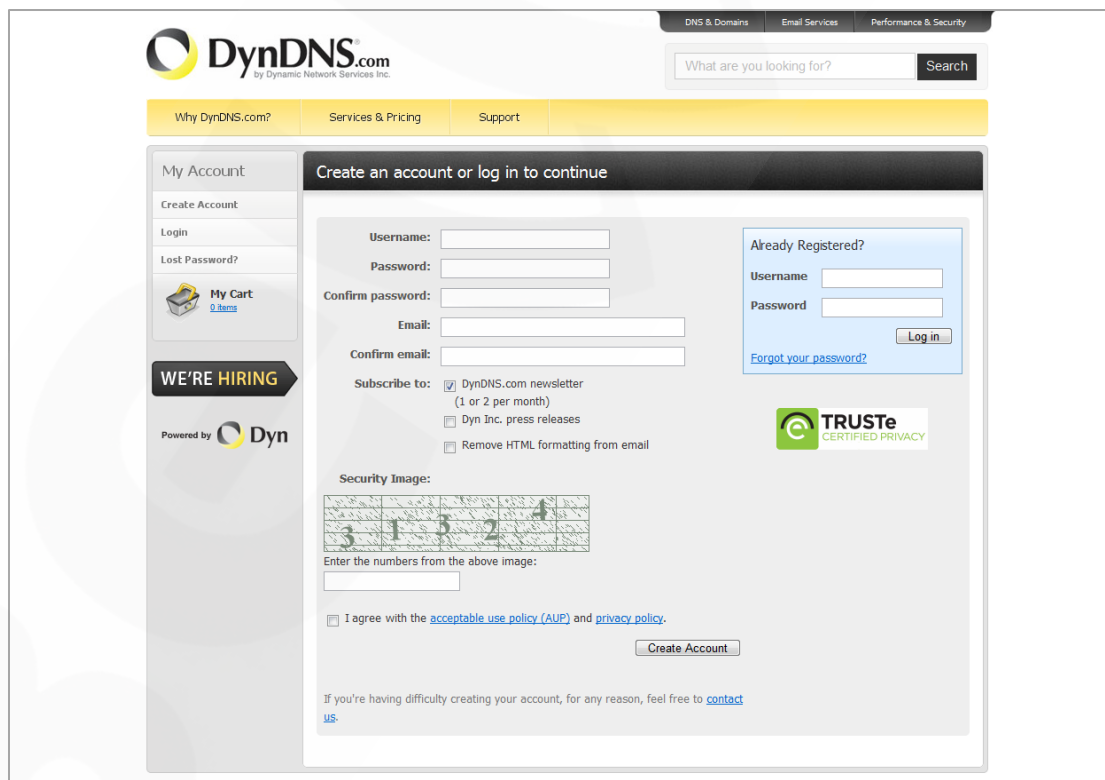 DNS & Domains Email Services Performance & Security
DynDNS.com
by Dynamic Network Services Inc.
What are you looking for? Search
Why DynDNS.com? Services & Pricing Support
My Account
Create Account
Login
Lost Password?
My Cart
0 items
WE'RE HIRING
Powered by Dyn
Create an account or log in to continue
Username:
Password:
Confirm password:
Email:
Confirm email:
Subscribe to: DynDNS.com newsletter
(1 or 2 per month)
Dyn Inc. press releases
Remove HTML formatting from email
Security Image:
3 1 3 2 4
Enter the numbers from the above image:
I agree with the acceptable use policy (AUP) and privacy policy.
Create Account
If you're having difficulty creating your account, for any reason, feel free to contact
us.
Already Registered?
Username
Password
Log in
Forgot your password?
TRUSTe
CERTIFIED PRIVACY